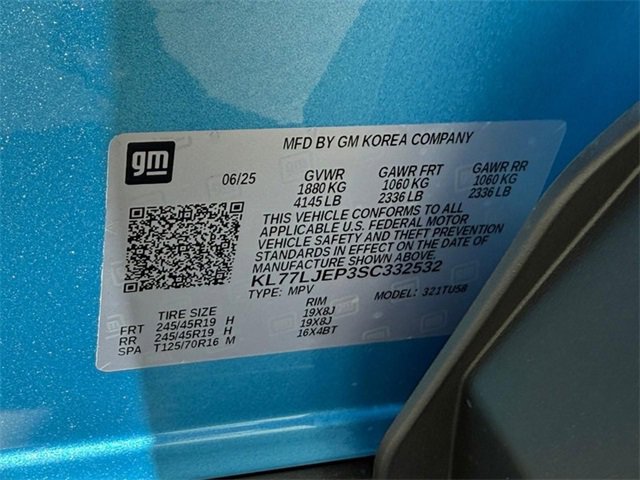 gm
MFD BY GM KOREA COMPANY
06/25 GVWR GAWR FRT GAWR RR
1880 KG 1060 KG 1060 KG
4145 LB 2336 LB 2336 LB
THIS VEHICLE CONFORMS TO ALL
APPLICABLE U.S. FEDERAL MOTOR
VEHICLE SAFETY AND THEFT PREVENTION
STANDARDS IN EFFECT ON THE DATE OF
MANUFACTURE SHOWN ABOVE.
KL77LJEP3SC332532
TYPE: MPV MODEL: 321TU58
TIRE SIZE RIM
FRT 245/45R19 H 19X8J
RR 245/45R19 H 19X8J
SPA T125/70R16 M 16X4BT